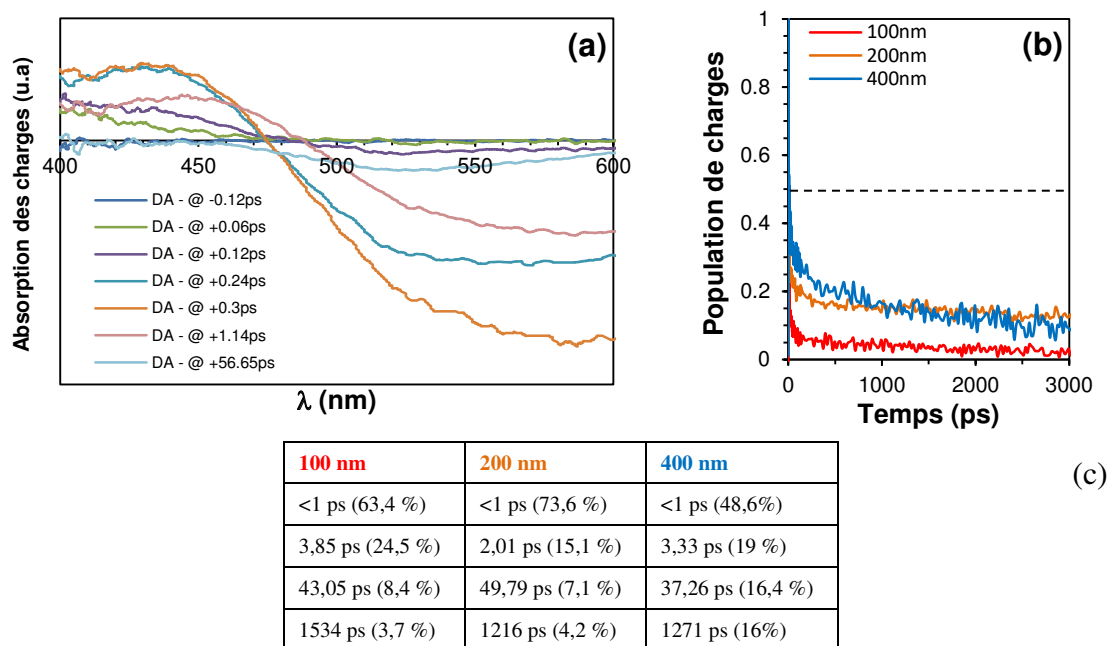 (a)
Absorption des charges (u.a)
400
450
500
550
600
DA - @ -0.12ps
DA - @ +0.06ps
DA - @ +0.12ps
DA - @ +0.24ps
DA - @ +0.3ps
DA - @ +1.14ps
DA - @ +56.65ps
λ (nm)
(b)
100nm
200nm
400nm
Population de charges
1
0.8
0.6
0.4
0.2
0
0
1000
2000
3000
Temps (ps)
(c)
100 nm 200 nm 400 nm
<1 ps (63,4 %) <1 ps (73,6 %) <1 ps (48,6%)
3,85 ps (24,5 %) 2,01 ps (15,1 %) 3,33 ps (19 %)
43,05 ps (8,4 %) 49,79 ps (7,1 %) 37,26 ps (16,4 %)
1534 ps (3,7 %) 1216 ps (4,2 %) 1271 ps (16%)